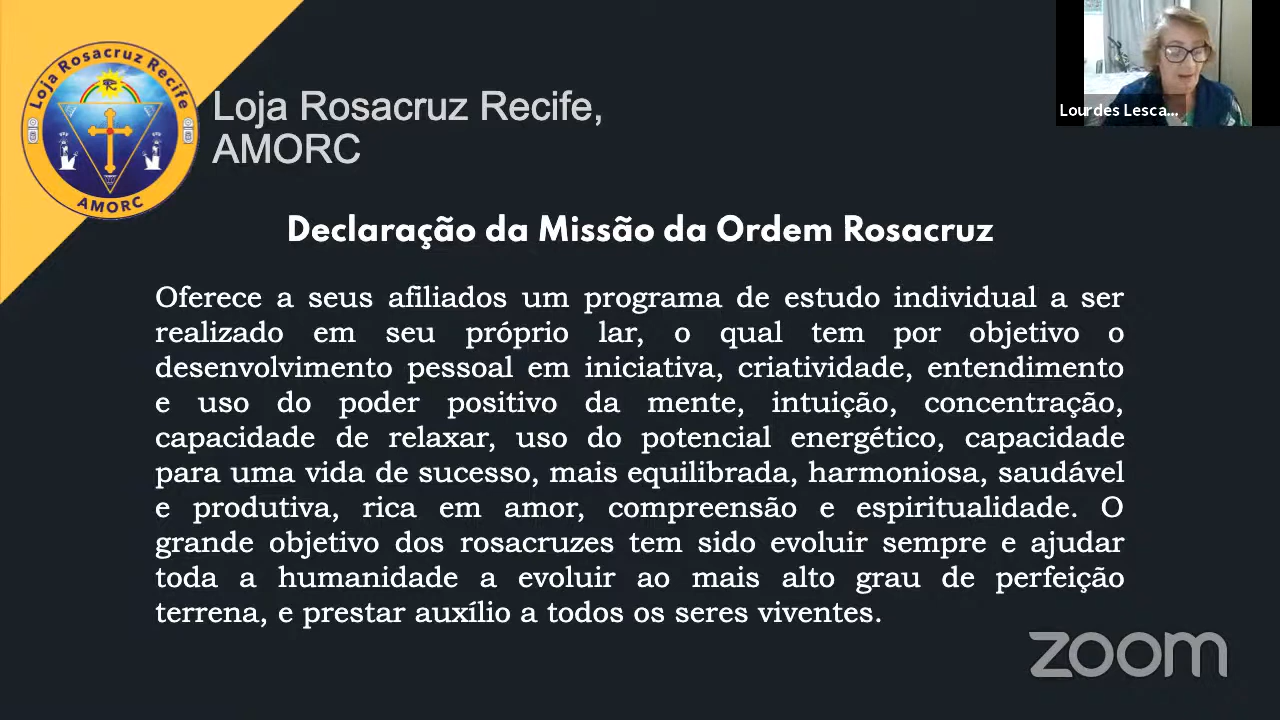 Loja Rosacruz Recife
AMORC
Loja Rosacruz Recife,
AMORC
Lourdes Lesca...
Declaração da Missão da Ordem Rosacruz
Oferece a seus afiliados um programa de estudo individual a ser
realizado em seu próprio lar, o qual tem por objetivo o
desenvolvimento pessoal em iniciativa, criatividade, entendimento
e uso do poder positivo da mente, intuição, concentração,
capacidade de relaxar, uso do potencial energético, capacidade
para uma vida de sucesso, mais equilibrada, harmoniosa, saudável
e produtiva, rica em amor, compreensão e espiritualidade. O
grande objetivo dos rosacruzes tem sido evoluir sempre e ajudar
toda a humanidade a evoluir ao mais alto grau de perfeição
terrena, e prestar auxílio a todos os seres viventes.
zoom